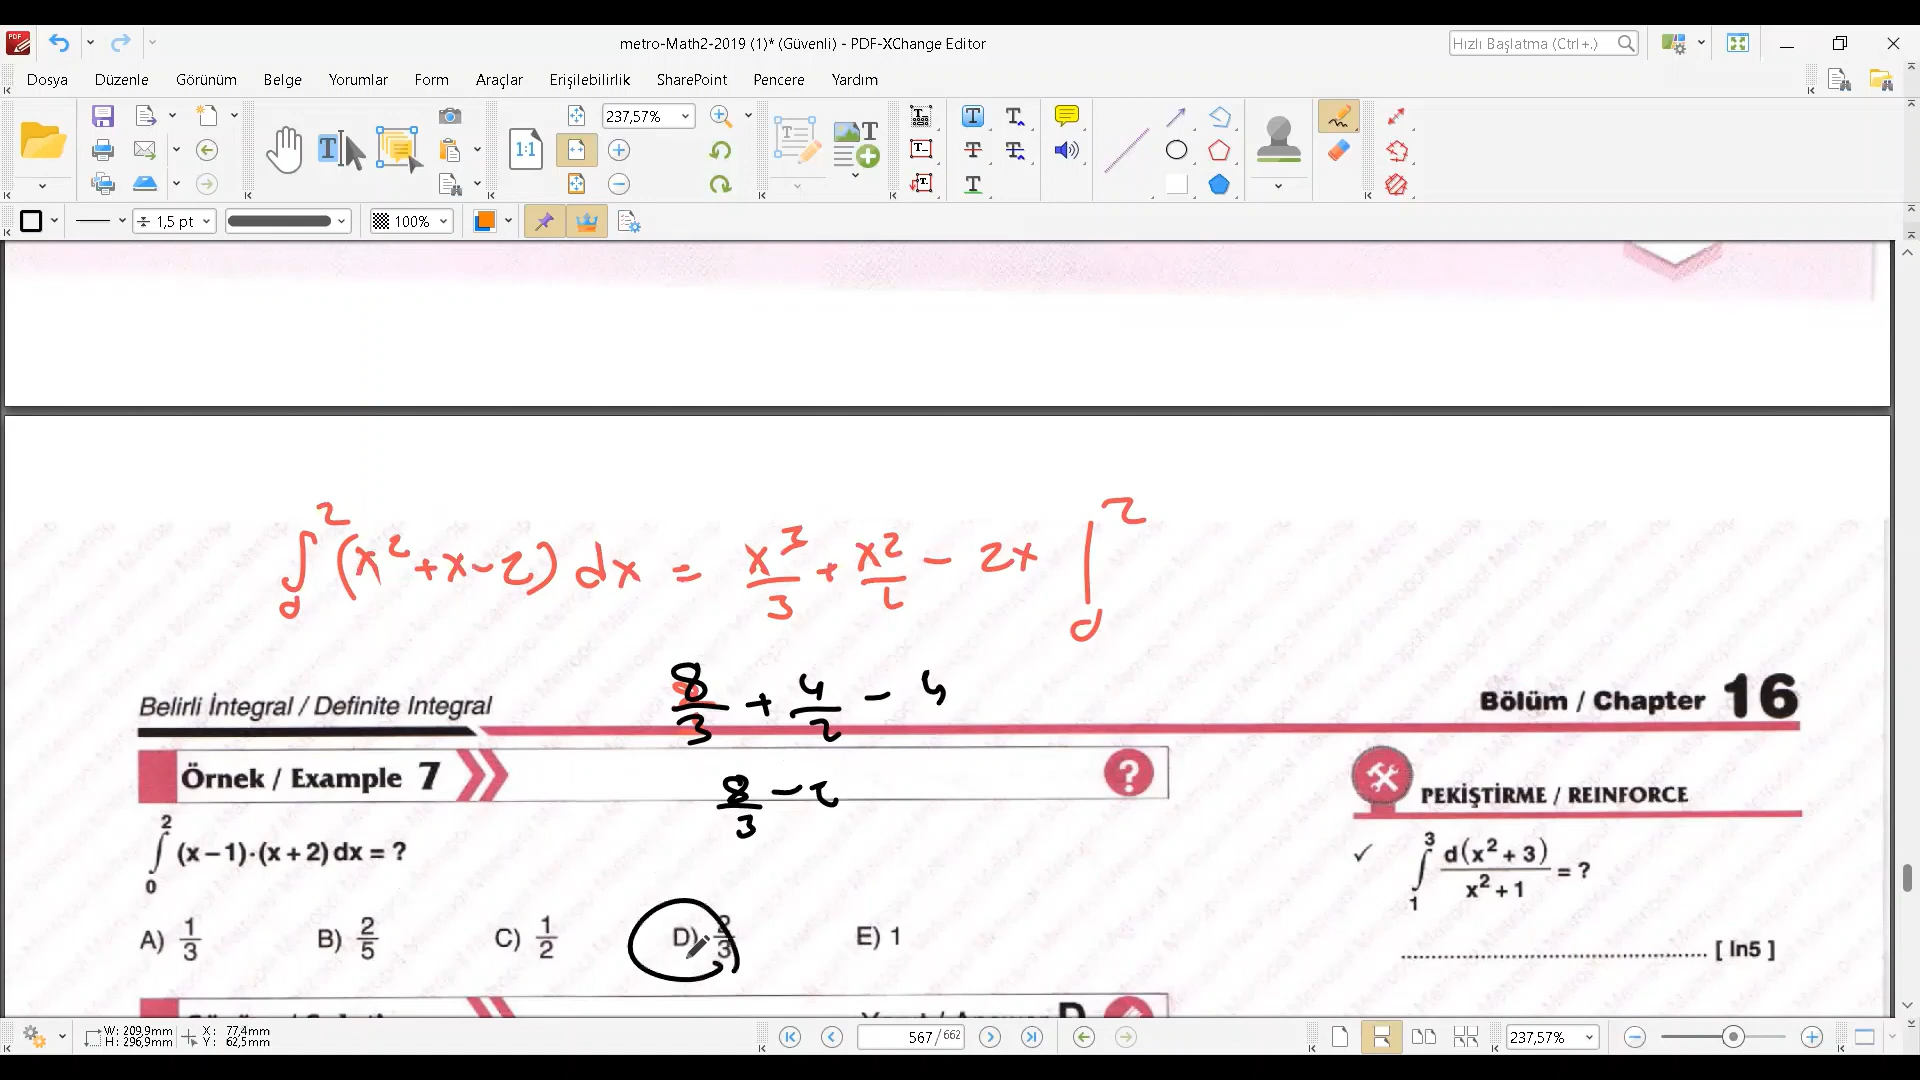 metro-Math2-2019 (1)* (Güvenli) - PDF-XChange Editor
Hızlı Başlatma (Ctrl+.)
Dosya Düzenle Görünüm Belge Yorumlar Form Araçlar Erişilebilirlik SharePoint Pencere Yardım
237,57%
1:1
1,5 pt 100%
∫₀² (x² + x - 2) dx = x³/3 + x²/2 - 2x |₀²
8/3 + 4/2 - 4
Belirli İntegral / Definite Integral
Bölüm / Chapter 16
Örnek / Example 7
8/3 - 2
PEKİŞTİRME / REINFORCE
∫₀² (x – 1)·(x + 2) dx = ?
✓ ∫₁³ d(x² + 3)/(x² + 1) = ?
A) 1/3 B) 2/5 C) 1/2 D) 2/3 E) 1
[ ln5 ]
W: 209,9mm X: 77,4mm
H: 296,9mm Y: 62,5mm
567 / 662
237,57%